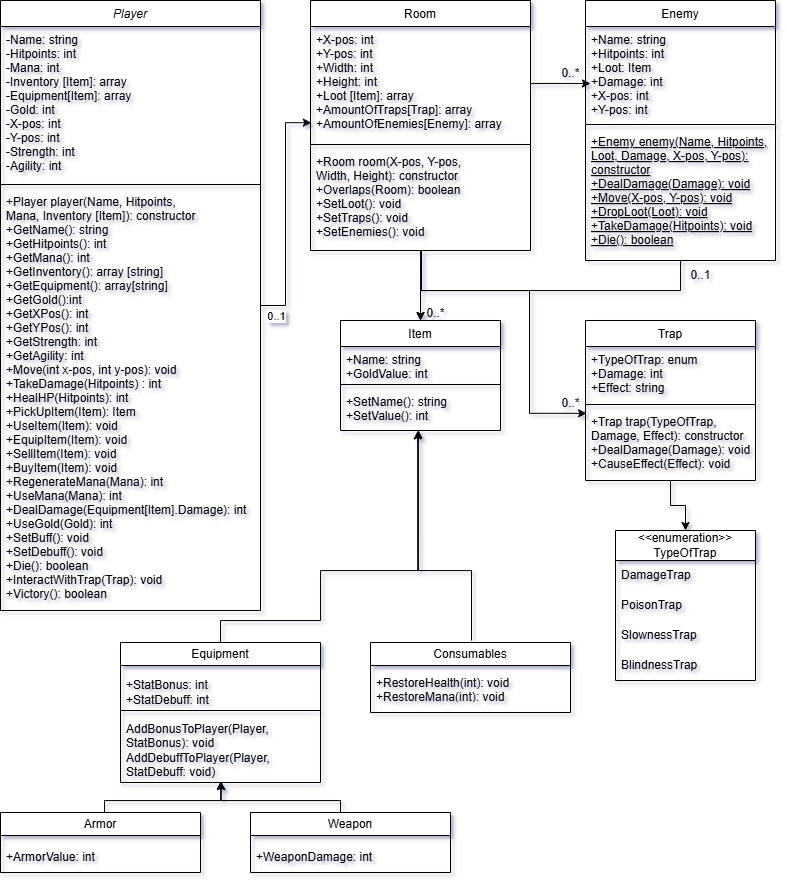 Player
-Name: string
-Hitpoints: int
-Mana: int
-Inventory [Item]: array
-Equipment[Item]: array
-Gold: int
-X-pos: int
-Y-pos: int
-Strength: int
-Agility: int
+Player player(Name, Hitpoints,
Mana, Inventory [Item]): constructor
+GetName(): string
+GetHitpoints(): int
+GetMana(): int
+GetInventory(): array [string]
+GetEquipment(): array[string]
+GetGold():int
+GetXPos(): int
+GetYPos(): int
+GetStrength: int
+GetAgility: int
+Move(int x-pos, int y-pos): void
+TakeDamage(Hitpoints) : int
+HealHP(Hitpoints): int
+PickUpItem(Item): Item
+UseItem(Item): void
+EquipItem(Item): void
+SellItem(Item): void
+BuyItem(Item): void
+RegenerateMana(Mana): int
+UseMana(Mana): int
+DealDamage(Equipment[Item].Damage): int
+UseGold(Gold): int
+SetBuff(): void
+SetDebuff(): void
+Die(): boolean
+InteractWithTrap(Trap): void
+Victory(): boolean
0..1
Room
+X-pos: int
+Y-pos: int
+Width: int
+Height: int
+Loot [Item]: array
+AmountOfTraps[Trap]: array
+AmountOfEnemies[Enemy]: array
+Room room(X-pos, Y-pos,
Width, Height): constructor
+Overlaps(Room): boolean
+SetLoot(): void
+SetTraps(): void
+SetEnemies(): void
0..*
Enemy
+Name: string
+Hitpoints: int
+Loot: Item
+Damage: int
+X-pos: int
+Y-pos: int
+Enemy enemy(Name, Hitpoints,
Loot, Damage, X-pos, Y-pos):
constructor
+DealDamage(Damage): void
+Move(X-pos, Y-pos): void
+DropLoot(Loot): void
+TakeDamage(Hitpoints): void
+Die(): boolean
0..1
0..*
Item
+Name: string
+GoldValue: int
+SetName(): string
+SetValue(): int
0..*
Trap
+TypeOfTrap: enum
+Damage: int
+Effect: string
+Trap trap(TypeOfTrap,
Damage, Effect): constructor
+DealDamage(Damage): void
+CauseEffect(Effect): void
<<enumeration>>
TypeOfTrap
DamageTrap
PoisonTrap
SlownessTrap
BlindnessTrap
Equipment
+StatBonus: int
+StatDebuff: int
AddBonusToPlayer(Player,
StatBonus): void
AddDebuffToPlayer(Player,
StatDebuff: void)
Consumables
+RestoreHealth(int): void
+RestoreMana(int): void
Armor
+ArmorValue: int
Weapon
+WeaponDamage: int